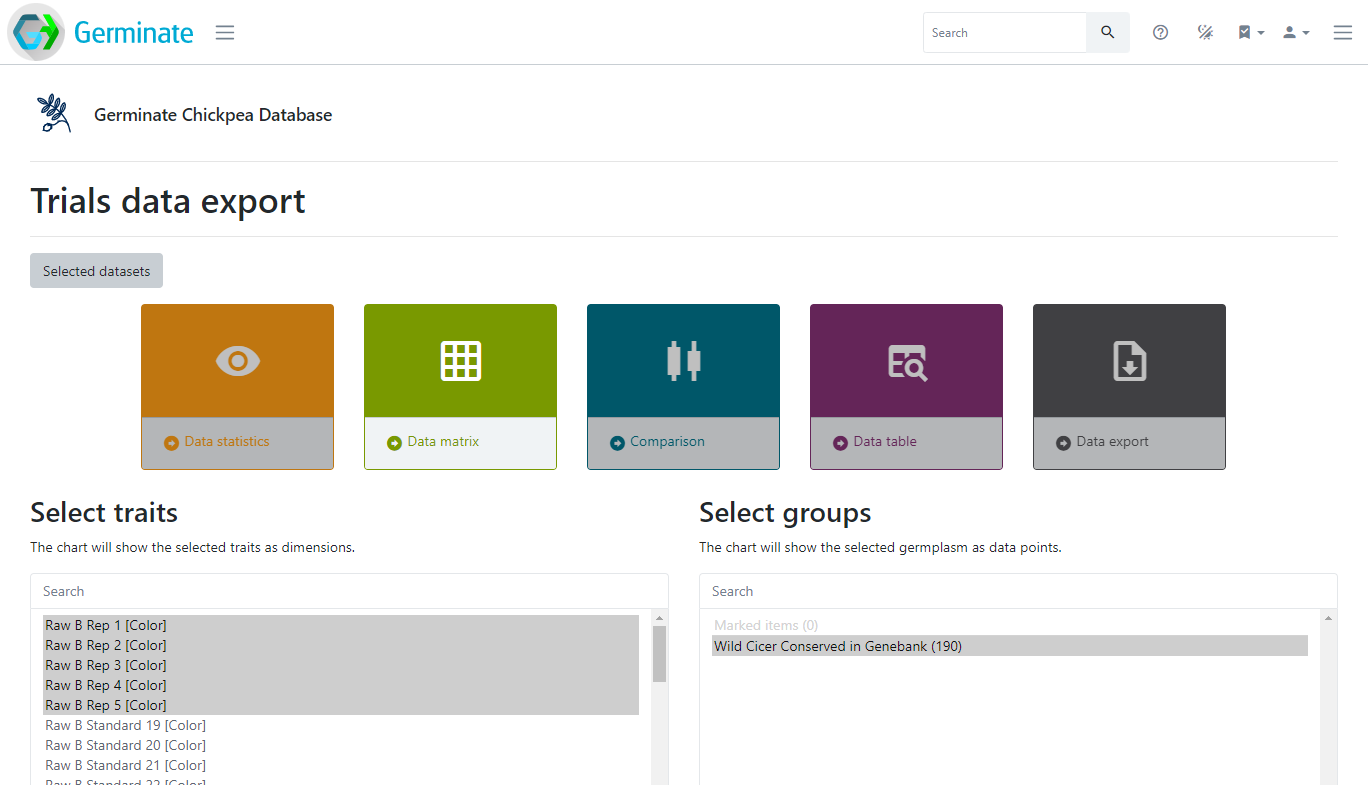 Germinate
Search
Germinate Chickpea Database
Trials data export
Selected datasets
Data statistics
Data matrix
Comparison
Data table
Data export
Select traits
The chart will show the selected traits as dimensions.
Search
Raw B Rep 1 [Color]
Raw B Rep 2 [Color]
Raw B Rep 3 [Color]
Raw B Rep 4 [Color]
Raw B Rep 5 [Color]
Raw B Standard 19 [Color]
Raw B Standard 20 [Color]
Raw B Standard 21 [Color]
Raw B Standard 22 [Color]
Select groups
The chart will show the selected germplasm as data points.
Search
Marked items (0)
Wild Cicer Conserved in Genebank (190)